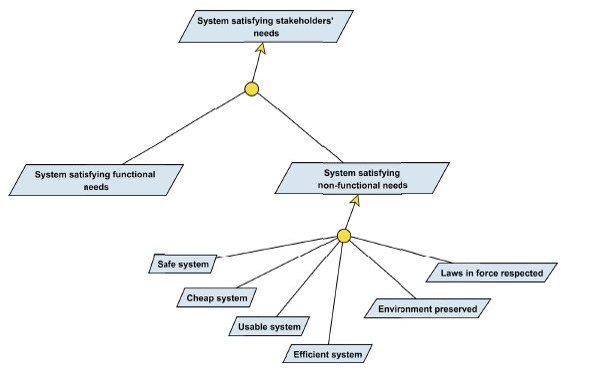 System satisfying stakeholders'
needs
System satisfying functional
needs
System satisfying
non-functional needs
Safe system
Laws in force respected
Cheap system
Environment preserved
Usable system
Efficient system